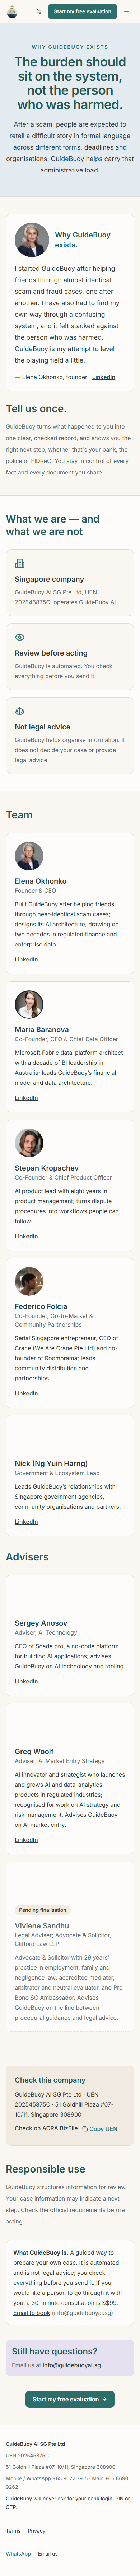 Start my free evaluation
WHY GUIDEBUOY EXISTS
The burden should
sit on the system,
not on the person
who was harmed.
After a scam, people are expected to
retell a difficult story in formal language
across different forms, deadlines and
organisations. GuideBuoy helps carry that
administrative load.
Why GuideBuoy
exists.
I started GuideBuoy after helping
friends through almost identical
scam and fraud cases, one after
another. I have also had to find my
own way through a confusing
system, and it felt stacked against
the person who was harmed.
GuideBuoy is my attempt to level
the playing field a little.
— Elena Okhonko, founder · LinkedIn
Tell us once.
GuideBuoy turns what happened to you into
one clear, checked record, and shows you the
right next step, whether that's your bank, the
police or FIDReC. You stay in control of every
fact and every document you share.
What we are — and
what we are not
Singapore company
GuideBuoy AI SG Pte Ltd, UEN
202545875C, operates GuideBuoy AI.
Review before acting
GuideBuoy is automated. You check
everything before you send it.
Not legal advice
GuideBuoy helps organise information. It
does not decide your case or provide
legal advice.
Team
Elena Okhonko
Founder & CEO
Built GuideBuoy after helping friends
through near-identical scam cases;
designs its AI architecture, drawing on
two decades in regulated finance and
enterprise data.
LinkedIn
Maria Baranova
Co-Founder, CFO & Chief Data Officer
Microsoft Fabric data-platform architect
with a decade of BI leadership in
Australia; leads GuideBuoy's financial
model and data architecture.
LinkedIn
Stepan Kropachev
Co-Founder & Chief Product Officer
AI product lead with eight years in
product management; turns dispute
procedures into workflows people can
follow.
LinkedIn
Federico Folcia
Co-Founder, Go-to-Market &
Community Partnerships
Serial Singapore entrepreneur, CEO of
Crane (We Are Crane Pte Ltd) and co-
founder of Roomorama; leads
community distribution and
partnerships.
LinkedIn
Nick (Ng Yuin Harng)
Government & Ecosystem Lead
Leads GuideBuoy's relationships with
Singapore government agencies,
community organisations and partners.
LinkedIn
Advisers
Sergey Anosov
Adviser, AI Technology
CEO of Scade.pro, a no-code platform
for building AI applications; advises
GuideBuoy on AI technology and tooling.
LinkedIn
Greg Woolf
Adviser, AI Market Entry Strategy
AI innovator and strategist who launches
and grows AI and data-analytics
products in regulated industries;
recognised for work on AI strategy and
risk management. Advises GuideBuoy
on AI market entry.
LinkedIn
Pending finalisation
Viviene Sandhu
Legal Adviser; Advocate & Solicitor,
Clifford Law LLP
Advocate & Solicitor with 29 years'
practice in employment, family and
negligence law; accredited mediator,
arbitrator and neutral evaluator, and Pro
Bono SG Ambassador. Advises
GuideBuoy on the line between
procedural guidance and legal advice.
Check this company
GuideBuoy AI SG Pte Ltd · UEN
202545875C · 51 Goldhill Plaza #07-
10/11, Singapore 308900
Check on ACRA BizFile Copy UEN
Responsible use
GuideBuoy structures information for review.
Your case information may indicate a next
step. Check the official requirements before
acting.
What GuideBuoy is. A guided way to
prepare your own case. It is automated
and is not legal advice; you check
everything before you send it. If you
would like a person to go through it with
you, a 30-minute consultation is S$99.
Email to book (info@guidebuoyai.sg)
Still have questions?
Email us at info@guidebuoyai.sg.
Start my free evaluation →
GuideBuoy AI SG Pte Ltd
UEN 202545875C
51 Goldhill Plaza #07-10/11, Singapore 308900
Mobile / WhatsApp +65 9072 7915 · Main +65 6690
9262
GuideBuoy will never ask for your bank login, PIN or
OTP.
Terms Privacy
WhatsApp Email us